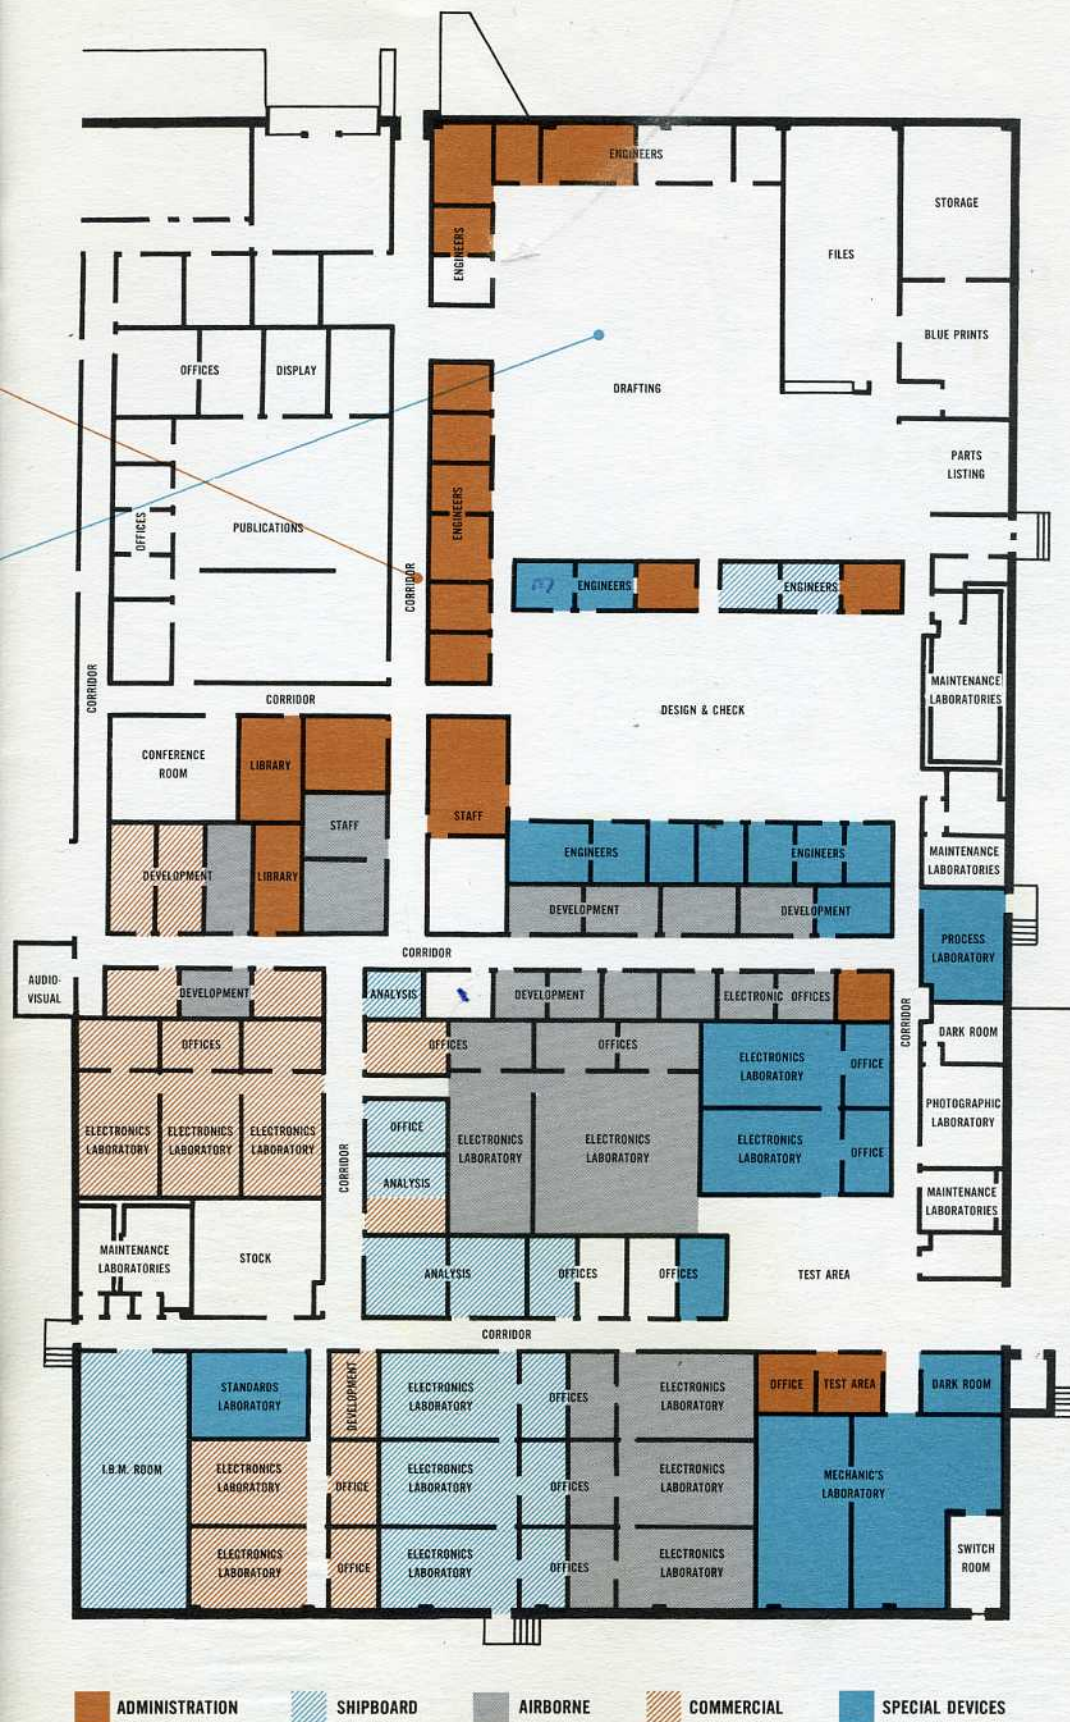 ENGINEERS
STORAGE
ENGINEERS
FILES
BLUE PRINTS
OFFICES
DISPLAY
DRAFTING
PARTS
LISTING
ENGINEERS
OFFICES
PUBLICATIONS
CORRIDOR
ENGINEERS
ENGINEERS
CORRIDOR
CORRIDOR
MAINTENANCE
LABORATORIES
DESIGN & CHECK
CONFERENCE
ROOM
LIBRARY
STAFF
STAFF
ENGINEERS
ENGINEERS
MAINTENANCE
LABORATORIES
DEVELOPMENT
LIBRARY
DEVELOPMENT
DEVELOPMENT
PROCESS
LABORATORY
CORRIDOR
AUDIO-
VISUAL
DEVELOPMENT
ANALYSIS
DEVELOPMENT
ELECTRONIC OFFICES
CORRIDOR
DARK ROOM
OFFICES
OFFICES
OFFICES
ELECTRONICS
LABORATORY
OFFICE
PHOTOGRAPHIC
LABORATORY
ELECTRONICS
LABORATORY
ELECTRONICS
LABORATORY
ELECTRONICS
LABORATORY
CORRIDOR
OFFICE
ELECTRONICS
LABORATORY
ELECTRONICS
LABORATORY
ELECTRONICS
LABORATORY
OFFICE
ANALYSIS
MAINTENANCE
LABORATORIES
MAINTENANCE
LABORATORIES
STOCK
ANALYSIS
OFFICES
OFFICES
TEST AREA
CORRIDOR
STANDARDS
LABORATORY
DEVELOPMENT
ELECTRONICS
LABORATORY
OFFICES
ELECTRONICS
LABORATORY
OFFICE
TEST AREA
DARK ROOM
I.B.M. ROOM
ELECTRONICS
LABORATORY
OFFICE
ELECTRONICS
LABORATORY
OFFICES
ELECTRONICS
LABORATORY
MECHANIC'S
LABORATORY
ELECTRONICS
LABORATORY
OFFICE
ELECTRONICS
LABORATORY
OFFICES
ELECTRONICS
LABORATORY
SWITCH
ROOM
ADMINISTRATION
SHIPBOARD
AIRBORNE
COMMERCIAL
SPECIAL DEVICES